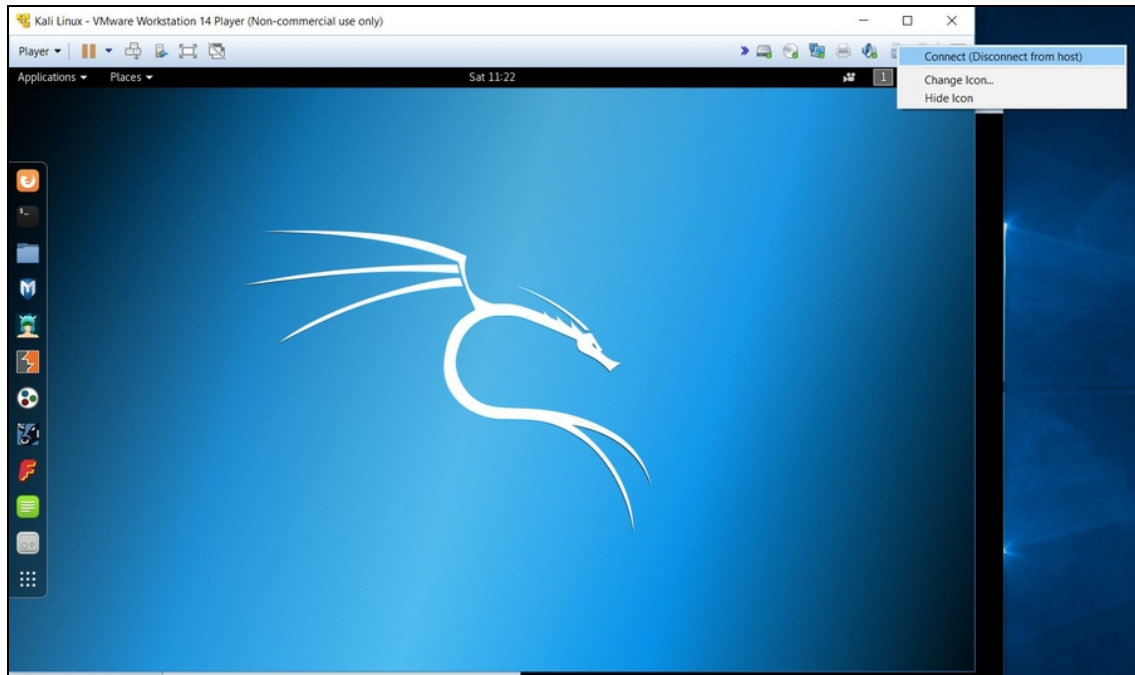 Kali Linux - VMware Workstation 14 Player (Non-commercial use only)
Player
Connect (Disconnect from host)
Applications Places Sat 11:22 1
Change Icon...
Hide Icon